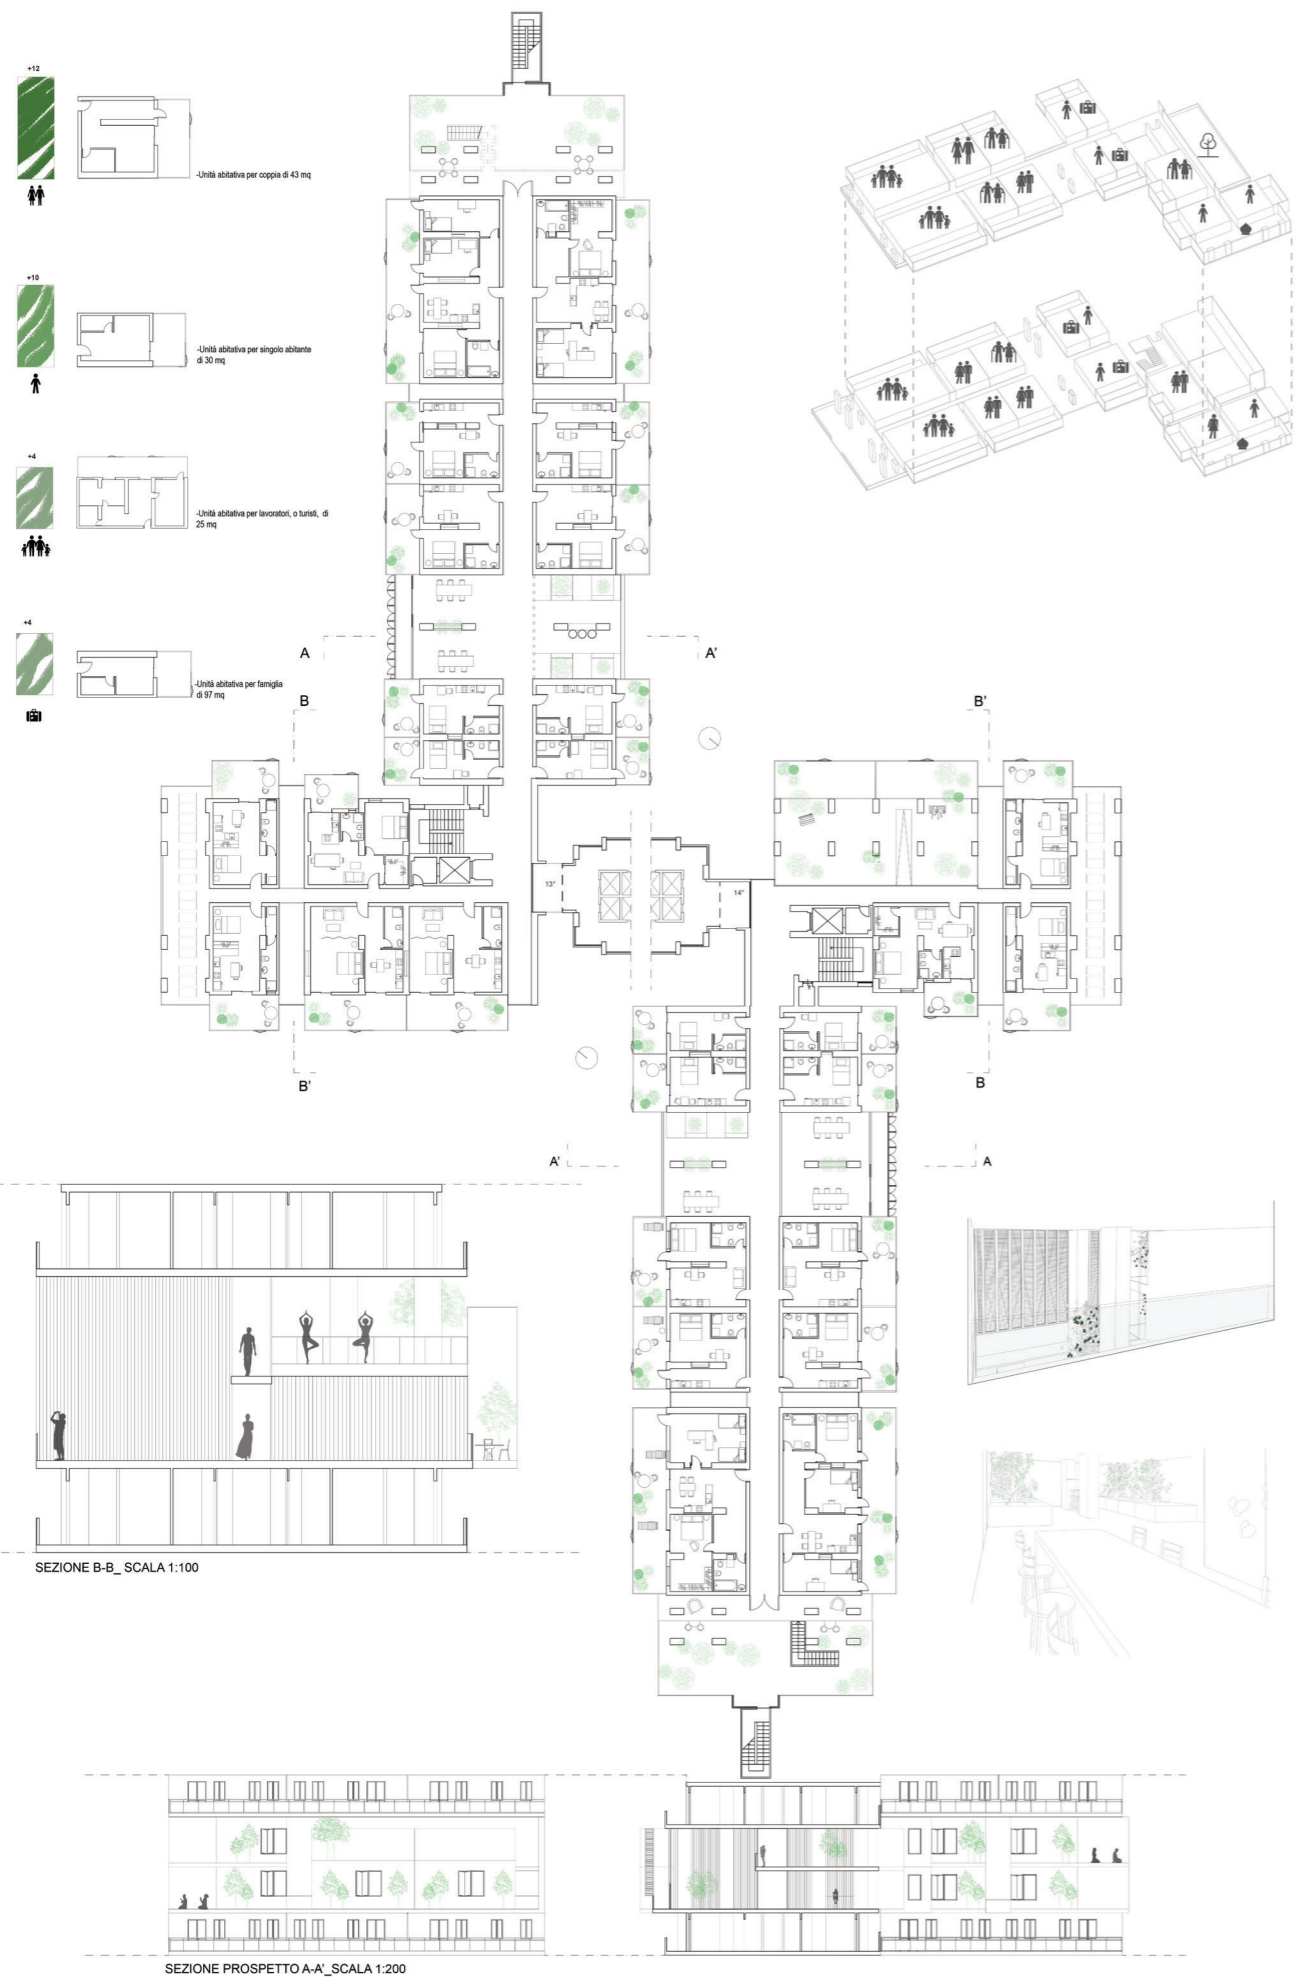 +12
-Unità abitativa per coppia di 43 mq
+10
-Unità abitativa per singolo abitante
di 30 mq
+4
-Unità abitativa per lavoratori, o turisti, di
25 mq
+4
-Unità abitativa per famiglia
di 97 mq
A
A'
B
B'
13°
14°
B'
B
A'
A
SEZIONE B-B_ SCALA 1:100
SEZIONE PROSPETTO A-A'_SCALA 1:200